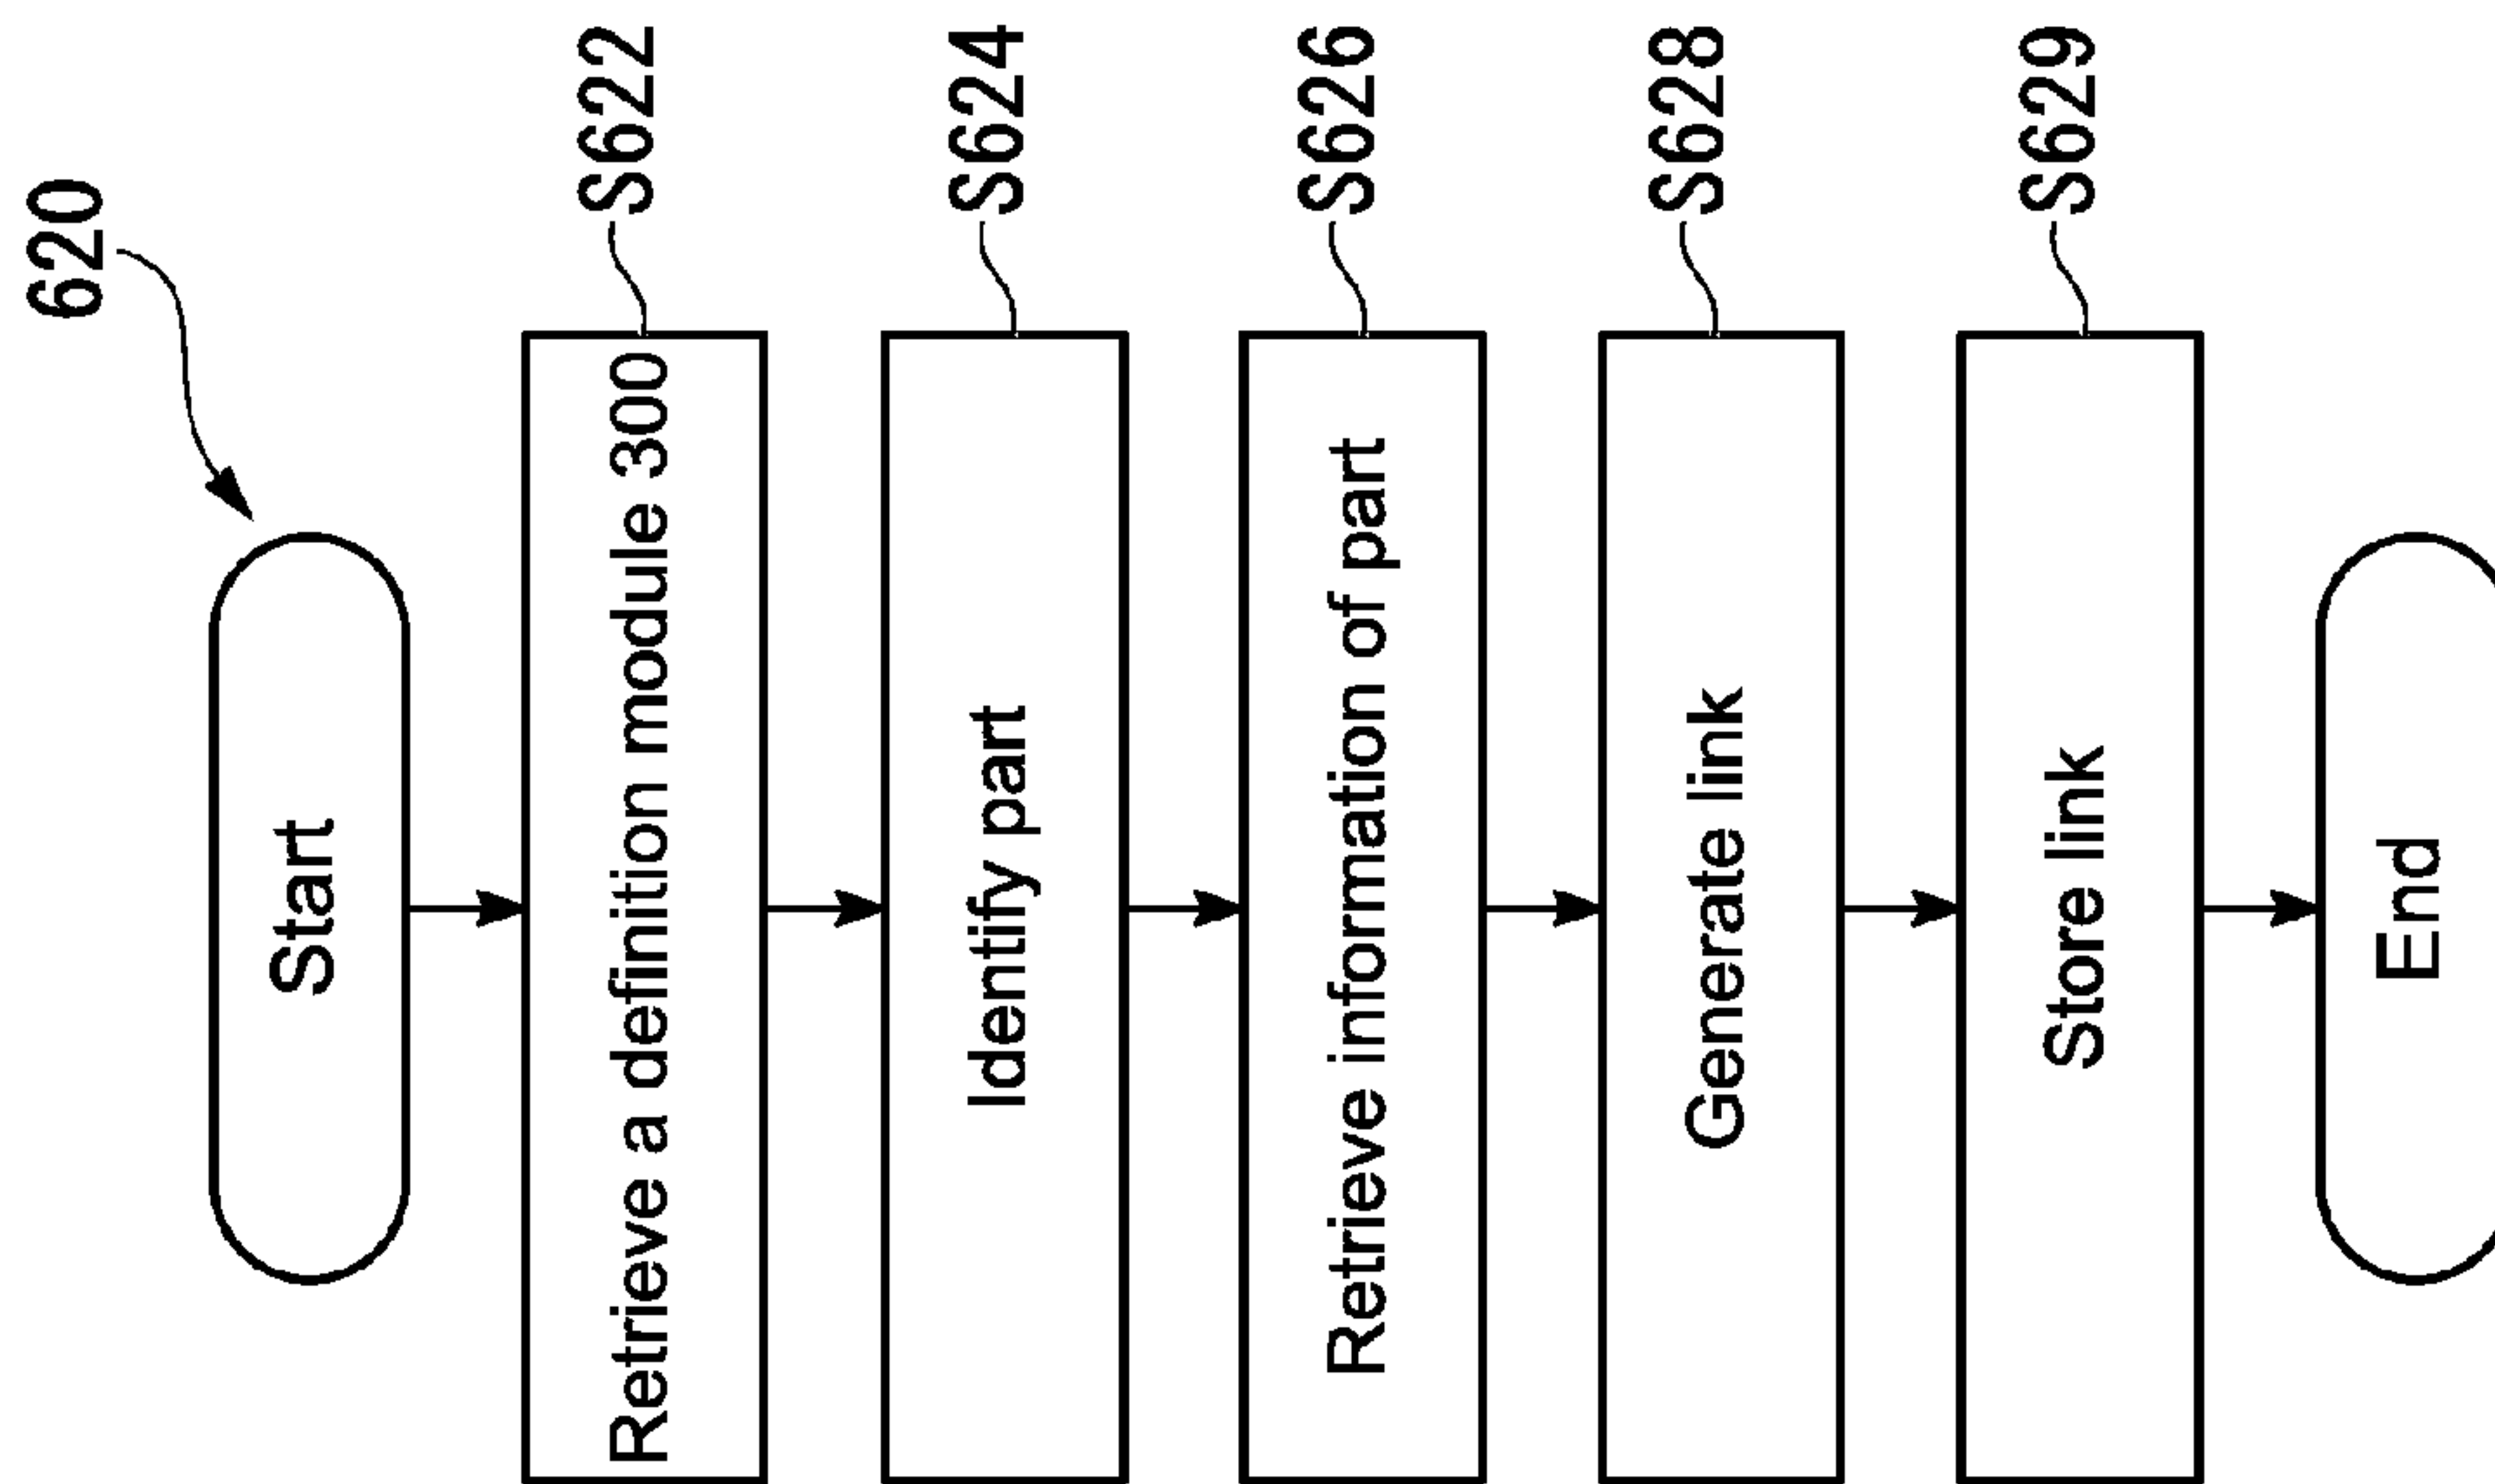 620
Start
Retrieve a definition module 300
S622
Identify part
S624
Retrieve information of part
S626
Generate link
S628
Store link
S629
End